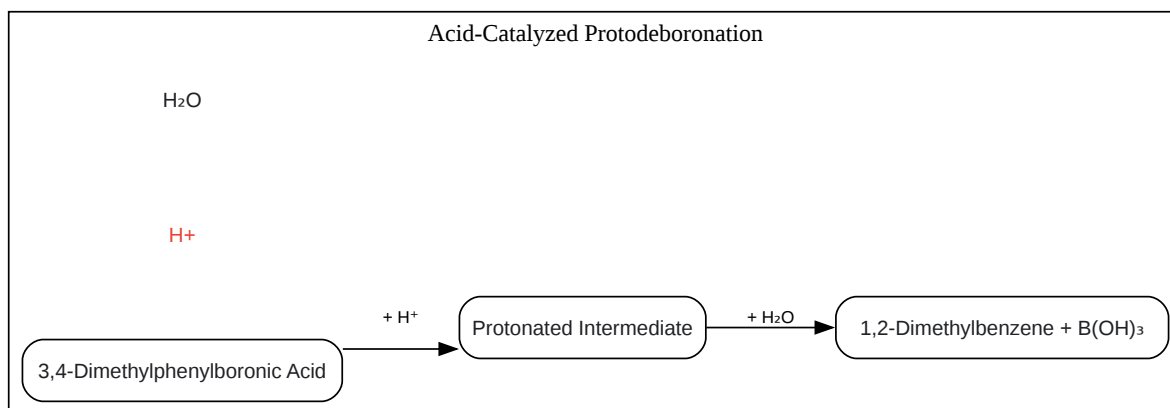 Acid-Catalyzed Protodeboronation
H₂O
H+
+ H⁺
Protonated Intermediate
+ H₂O
1,2-Dimethylbenzene + B(OH)₃
3,4-Dimethylphenylboronic Acid